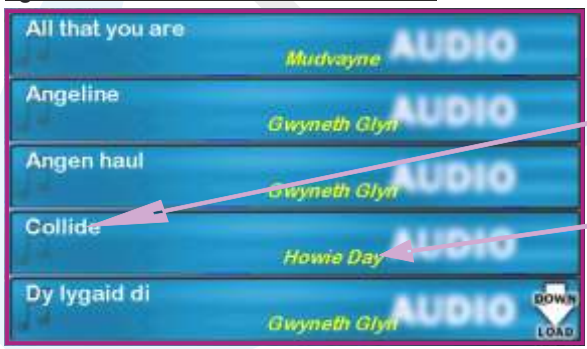 All that you are
AUDIO
Mudvayne
Angeline
AUDIO
Gwyneth Glyn
Angen haul
AUDIO
Gwyneth Glyn
Collide
AUDIO
Howie Day
Dy lygaid di
AUDIO
Gwyneth Glyn
DOWN
LOAD